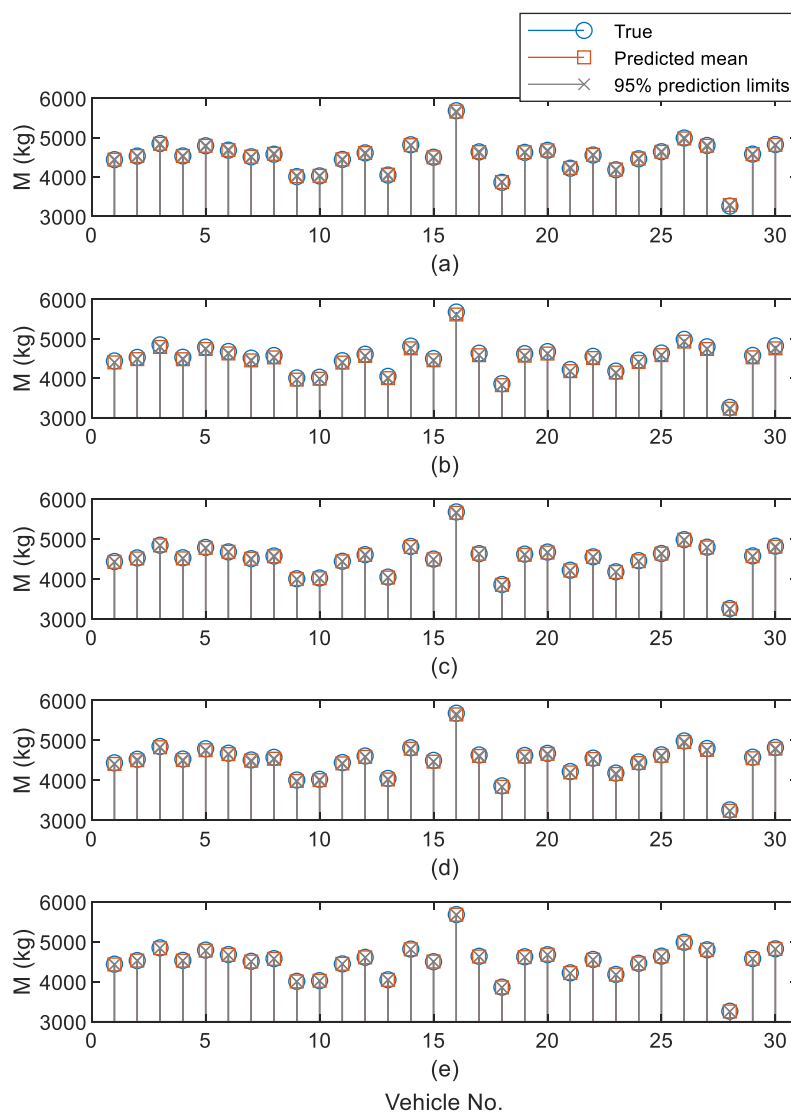 True
Predicted mean
95% prediction limits
6000
5000
4000
3000
M (kg)
0 5 10 15 20 25 30
(a)
6000
5000
4000
3000
M (kg)
0 5 10 15 20 25 30
(b)
6000
5000
4000
3000
M (kg)
0 5 10 15 20 25 30
(c)
6000
5000
4000
3000
M (kg)
0 5 10 15 20 25 30
(d)
6000
5000
4000
3000
M (kg)
0 5 10 15 20 25 30
(e)
Vehicle No.